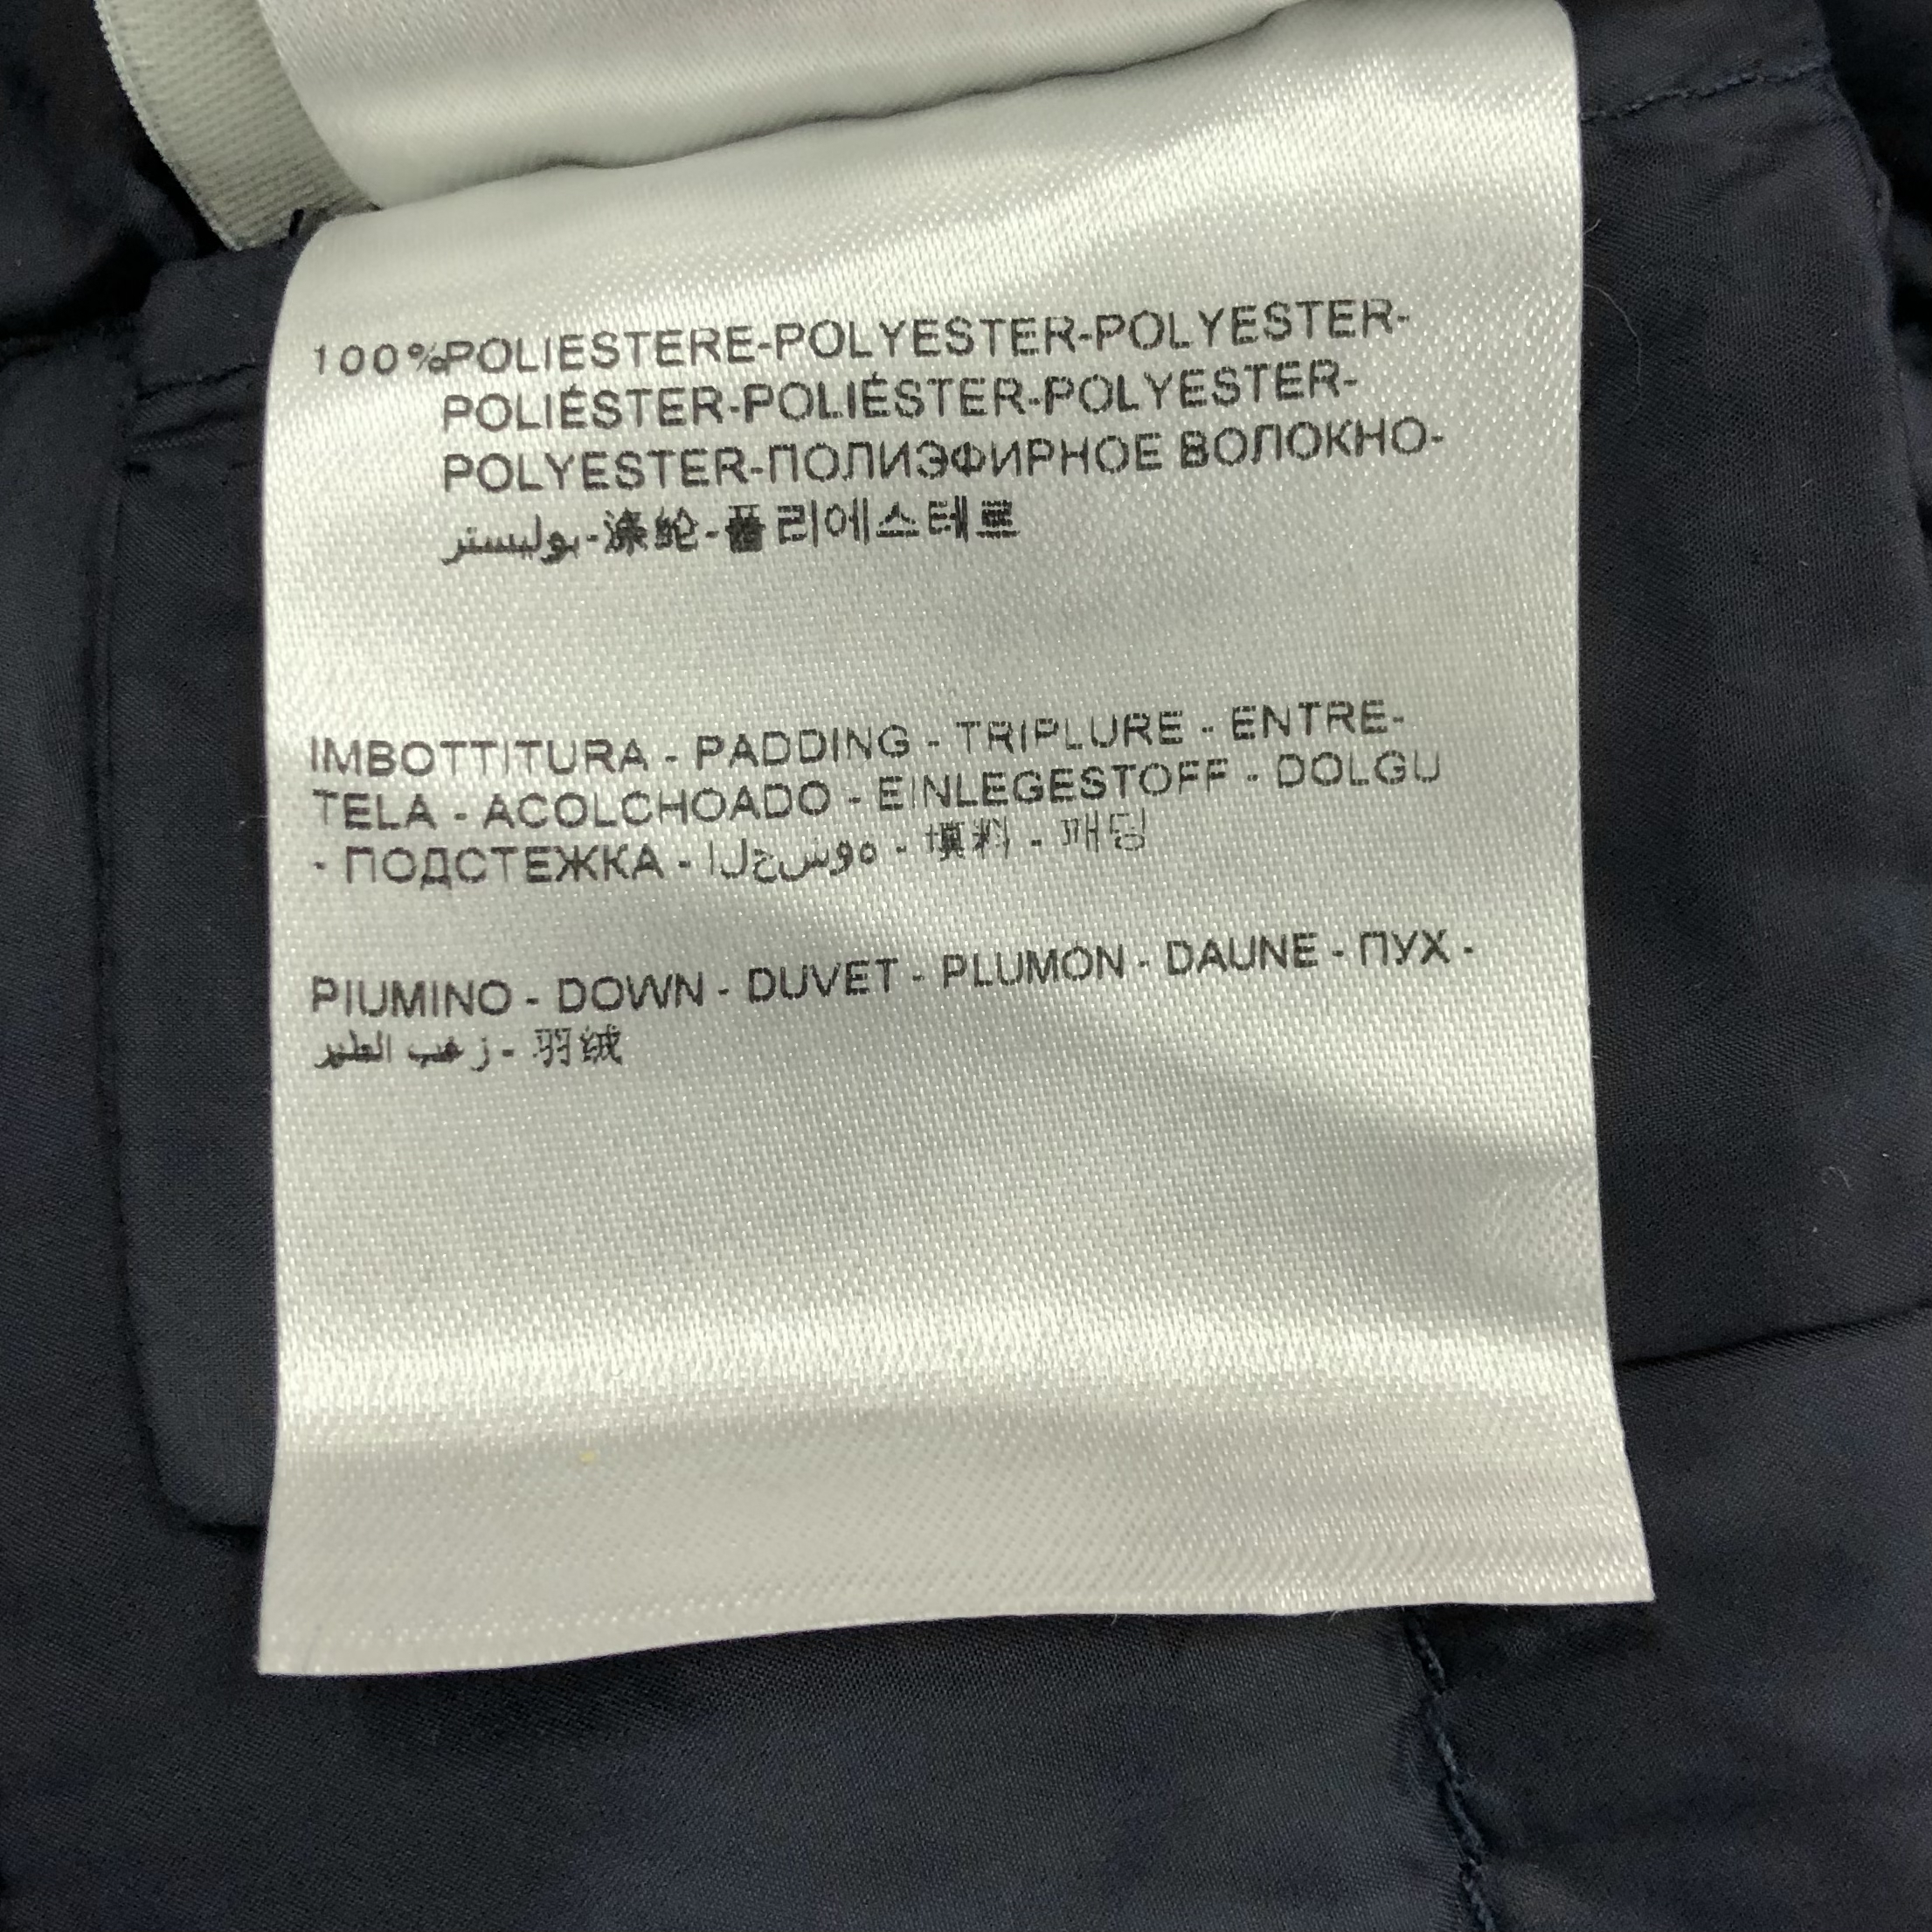 100%POLIESTERE-POLYESTER-POLYESTER-
POLIÉSTER-POLIÉSTER-POLYESTER-
POLYESTER-ПОЛИЭФИРНОЕ ВОЛОКНО-
بوليستر-涤纶-폴리에스테르
IMBOTTITURA - PADDING - TRIPLURE - ENTRE-
TELA - ACOLCHOADO - EINLEGESTOFF - DOLGU
- ПОДСТЕЖКА - الحشوه - 填料 - 패딩
PIUMINO - DOWN - DUVET - PLUMÓN - DAUNE - ПУХ -
زغب الطير - 羽绒